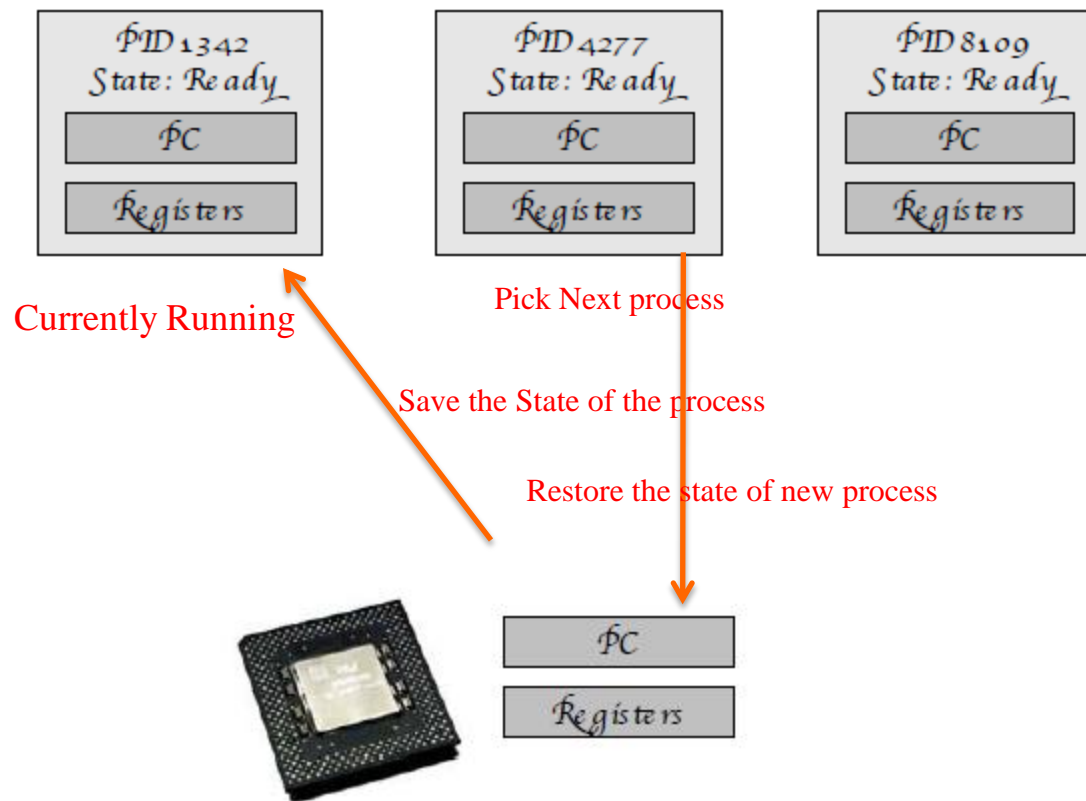 PID 1342
State: Ready
PC
Registers
PID 4277
State: Ready
PC
Registers
PID 8109
State: Ready
PC
Registers
Currently Running
Pick Next process
Save the State of the process
Restore the state of new process
PC
Registers